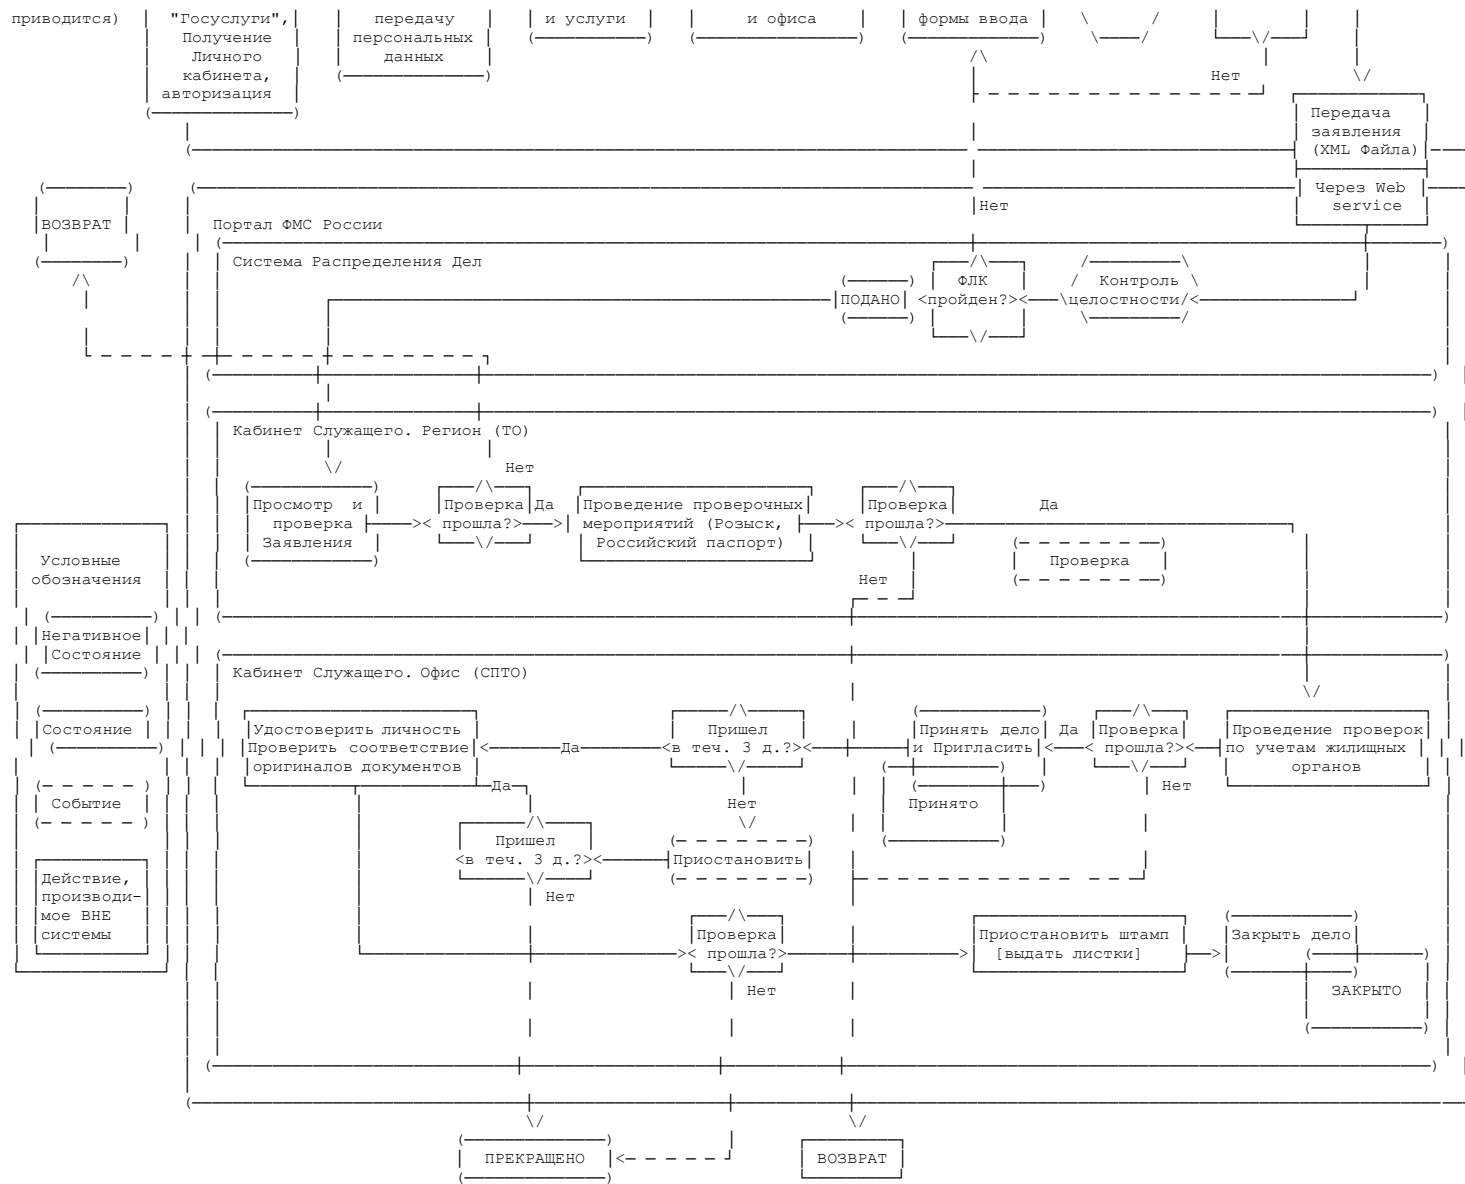 приводится)
"Госуслуги",
Получение
Личного
кабинета,
авторизация
передачу
персональных
данных
и услуги
и офиса
формы ввода
Нет
Передача
заявления
(XML Файла)
Через Web
service
ВОЗВРАТ
Нет
Портал ФМС России
Система Распределения Дел
ПОДАНО
ФЛК
пройден?
Контроль
целостности
Кабинет Служащего. Регион (ТО)
Нет
Просмотр и
проверка
Заявления
Проверка
прошла?
Да
Проведение проверочных
мероприятий (Розыск,
Российский паспорт)
Проверка
прошла?
Да
Проверка
Нет
Условные
обозначения
Негативное
Состояние
Состояние
Событие
Действие,
производи-
мое ВНЕ
системы
Кабинет Служащего. Офис (СПТО)
Удостоверить личность
Проверить соответствие
оригиналов документов
Да
Пришел
в теч. 3 д.?
Принять дело
и Пригласить
Да
Проверка
прошла?
Проведение проверок
по учетам жилищных
органов
Да
Нет
Принято
Нет
Пришел
в теч. 3 д.?
Приостановить
Нет
Проверка
прошла?
Приостановить штамп
[выдать листки]
Закрыть дело
Нет
ЗАКРЫТО
ПРЕКРАЩЕНО
ВОЗВРАТ